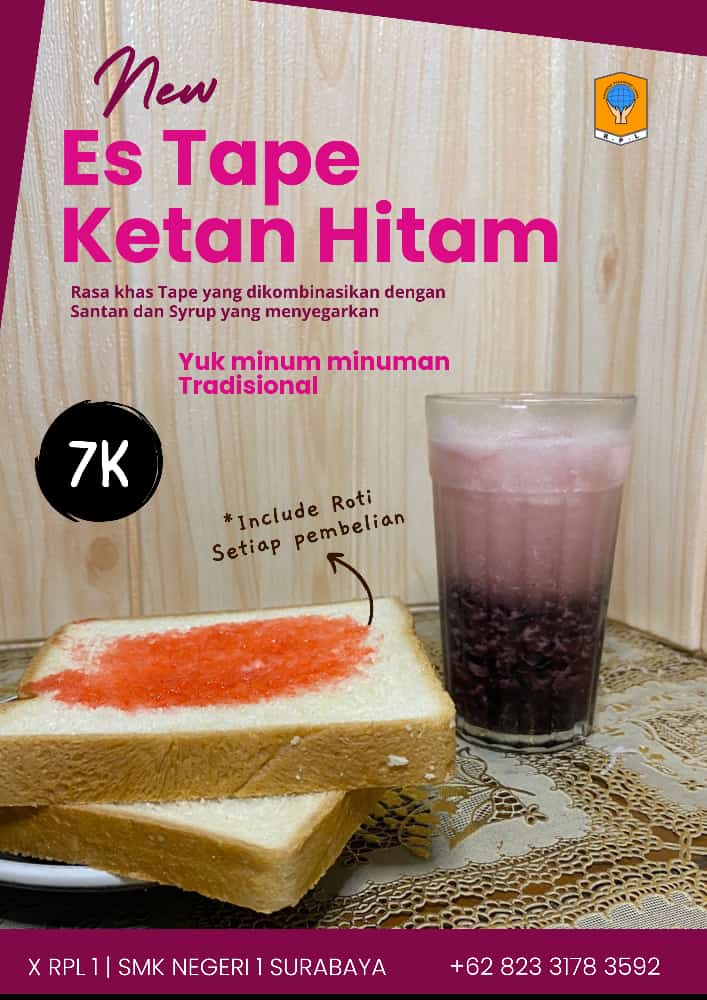 New
Es Tape
Ketan Hitam
Rasa khas Tape yang dikombinasikan dengan
Santan dan Syrup yang menyegarkan
Yuk minum minuman
Tradisional
7K
*Include Roti
Setiap pembelian
R P L
X RPL 1 | SMK NEGERI 1 SURABAYA
+62 823 3178 3592